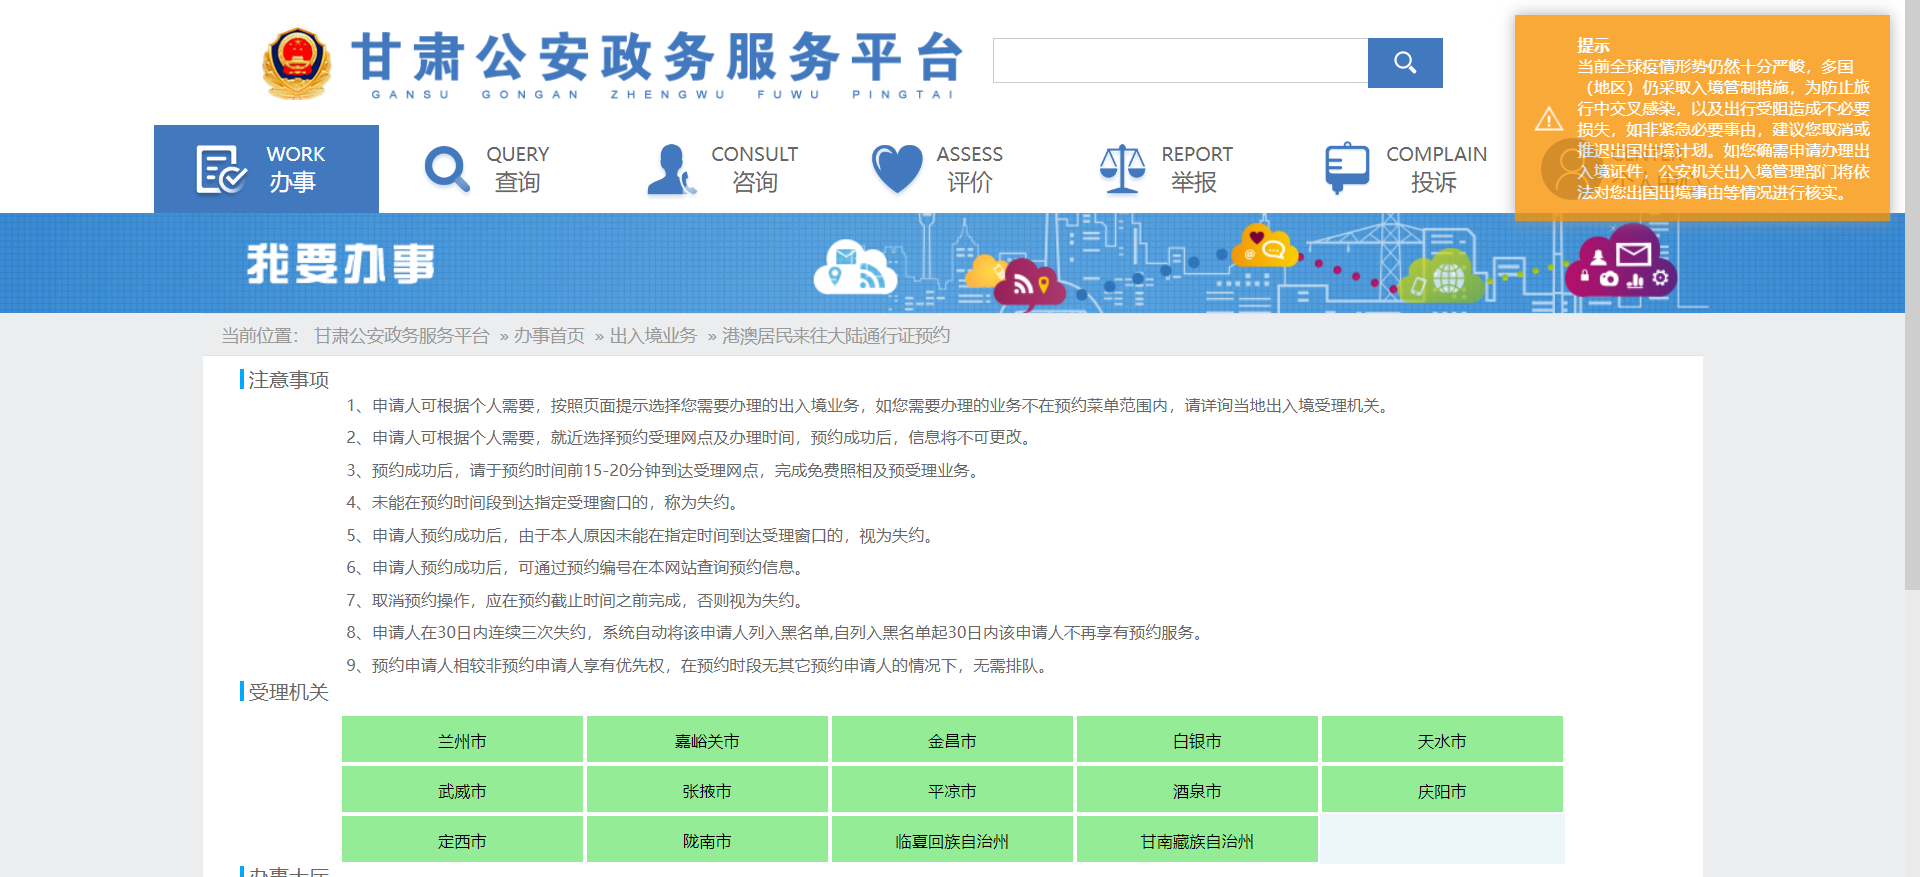 甘肃公安政务服务平台
GANSU GONGAN ZHENGWU FUWU PINGTAI
提示
当前全球疫情形势仍然十分严峻，多国
（地区）仍采取入境管制措施，为防止旅
行中交叉感染，以及出行受阻造成不必要
损失，如非紧急必要事由，建议您取消或
推迟出国出境计划。如您确需申请办理出
入境证件，公安机关出入境管理部门将依
法对您出国出境事由等情况进行核实。
WORK
办事
QUERY
查询
CONSULT
咨询
ASSESS
评价
REPORT
举报
COMPLAIN
投诉
我要办事
当前位置： 甘肃公安政务服务平台 » 办事首页 » 出入境业务 » 港澳居民来往大陆通行证预约
注意事项
1、申请人可根据个人需要，按照页面提示选择您需要办理的出入境业务，如您需要办理的业务不在预约菜单范围内，请详询当地出入境受理机关。
2、申请人可根据个人需要，就近选择预约受理网点及办理时间，预约成功后，信息将不可更改。
3、预约成功后，请于预约时间前15-20分钟到达受理网点，完成免费照相及预受理业务。
4、未能在预约时间段到达指定受理窗口的，称为失约。
5、申请人预约成功后，由于本人原因未能在指定时间到达受理窗口的，视为失约。
6、申请人预约成功后，可通过预约编号在本网站查询预约信息。
7、取消预约操作，应在预约截止时间之前完成，否则视为失约。
8、申请人在30日内连续三次失约，系统自动将该申请人列入黑名单,自列入黑名单起30日内该申请人不再享有预约服务。
9、预约申请人相较非预约申请人享有优先权，在预约时段无其它预约申请人的情况下，无需排队。
受理机关
兰州市 嘉峪关市 金昌市 白银市 天水市
武威市 张掖市 平凉市 酒泉市 庆阳市
定西市 陇南市 临夏回族自治州 甘南藏族自治州
办事大厅